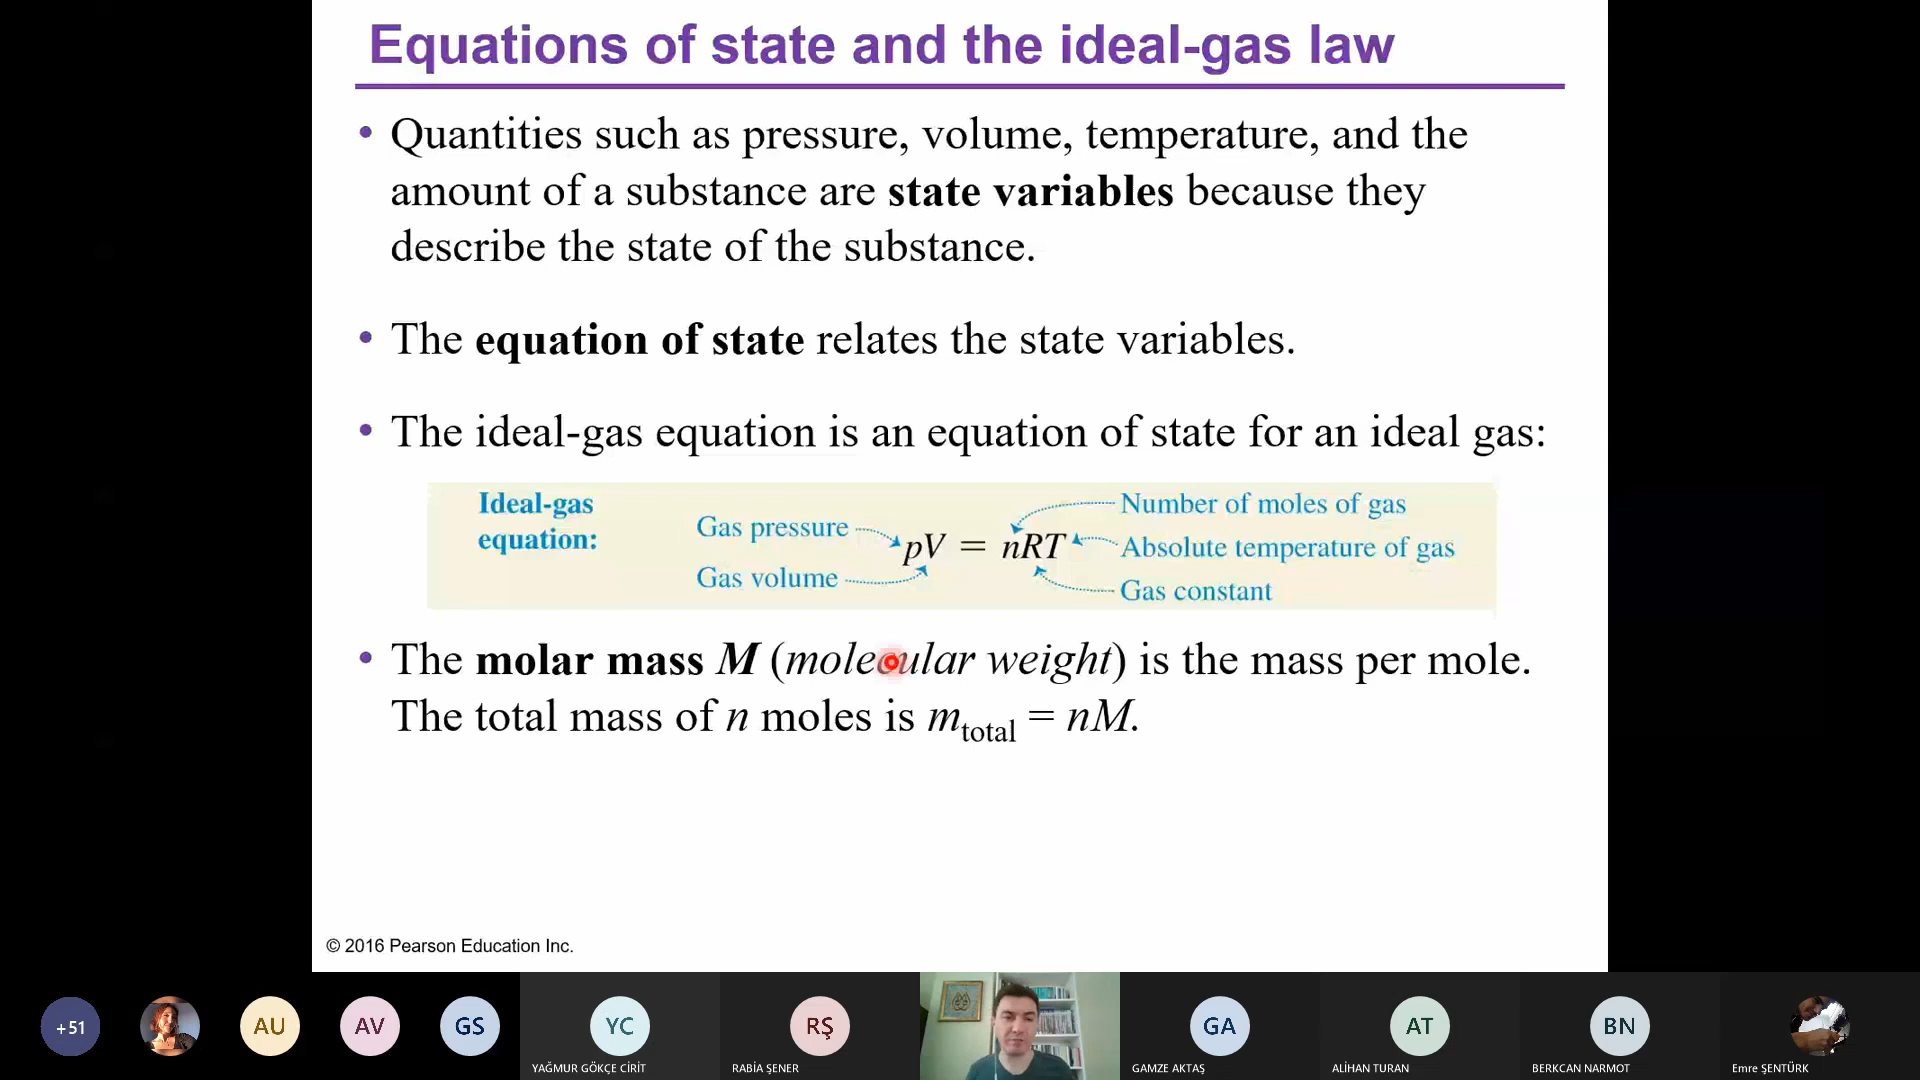 Equations of state and the ideal-gas law
• Quantities such as pressure, volume, temperature, and the
amount of a substance are state variables because they
describe the state of the substance.
• The equation of state relates the state variables.
• The ideal-gas equation is an equation of state for an ideal gas:
Ideal-gas
equation:
Gas pressure
Gas volume
pV = nRT
Number of moles of gas
Absolute temperature of gas
Gas constant
• The molar mass M (molecular weight) is the mass per mole.
The total mass of n moles is m_total = nM.
© 2016 Pearson Education Inc.
+51
AU
AV
GS
YC
YAĞMUR GÖKÇE CİRİT
RŞ
RABİA ŞENER
GA
GAMZE AKTAŞ
AT
ALİHAN TURAN
BN
BERKCAN NARMOT
Emre ŞENTÜRK